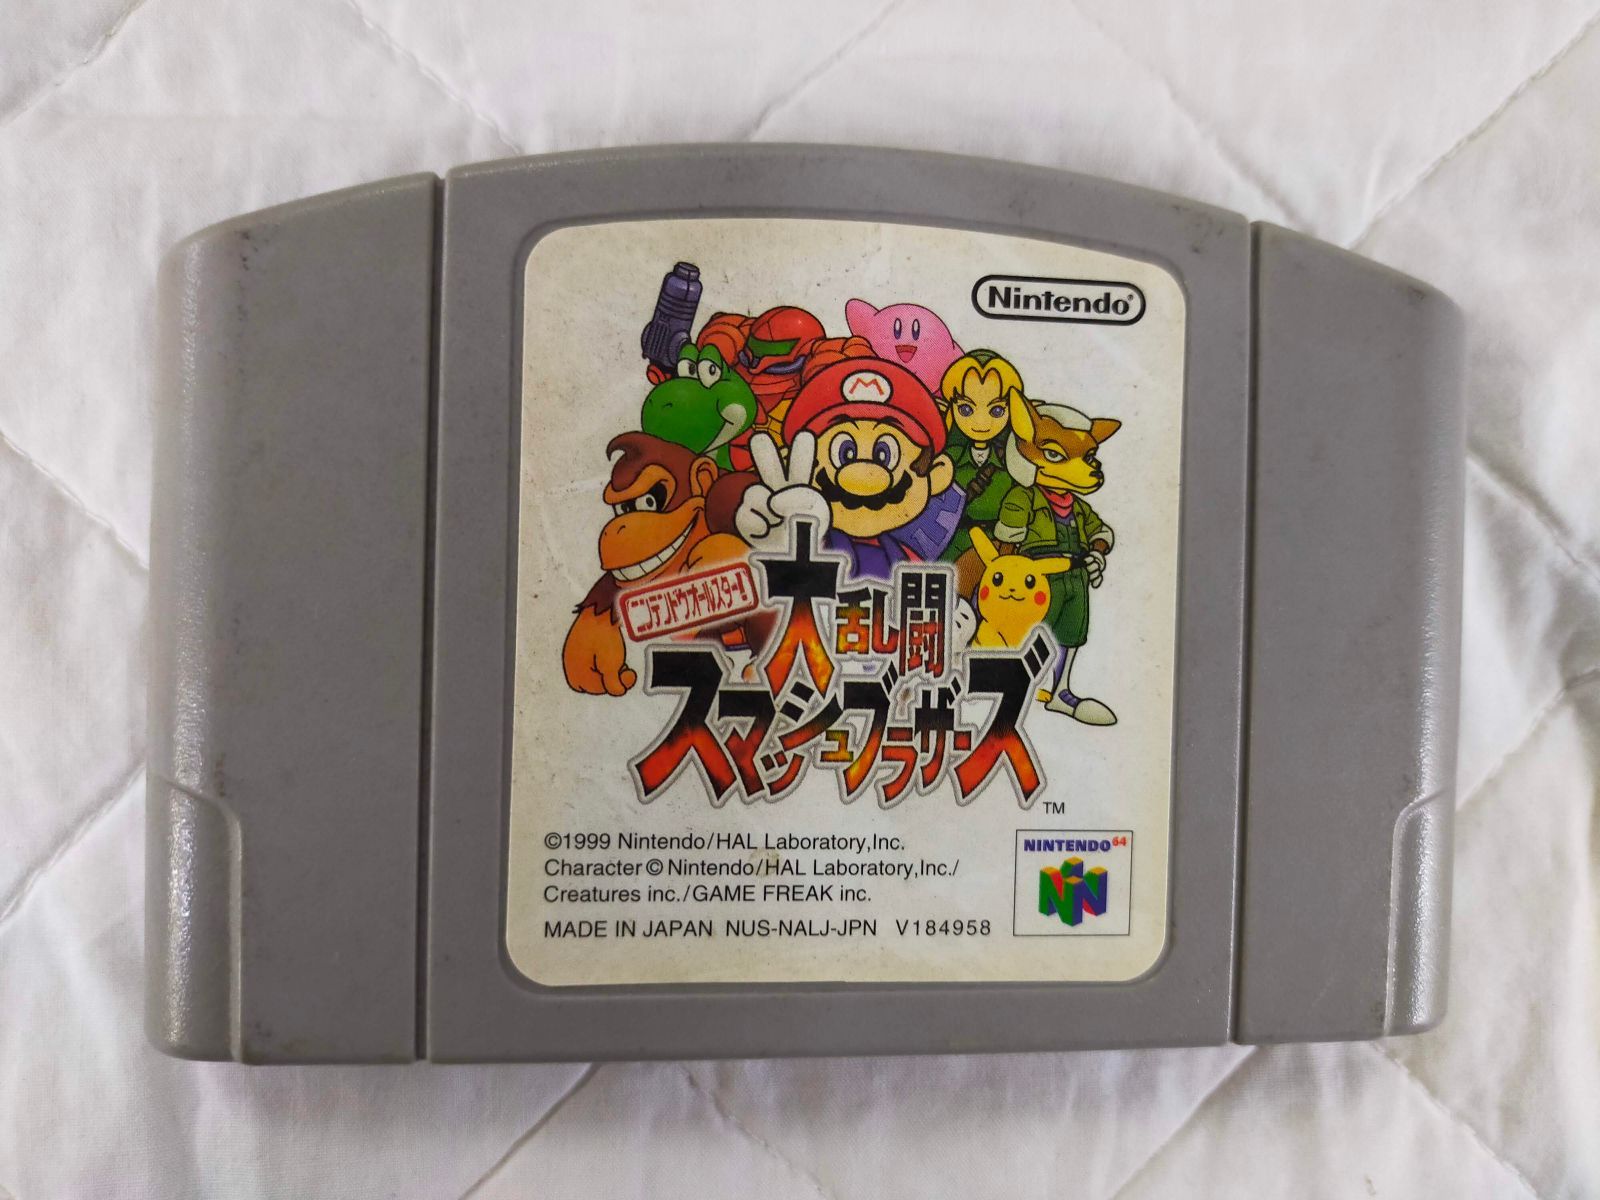 Nintendo®
M
ニンテンドウオールスター!
大乱闘
スマッシュブラザーズ
TM
©1999 Nintendo/HAL Laboratory,Inc.
Character © Nintendo/HAL Laboratory,Inc./
Creatures inc./GAME FREAK inc.
MADE IN JAPAN NUS-NALJ-JPN V184958
NINTENDO64